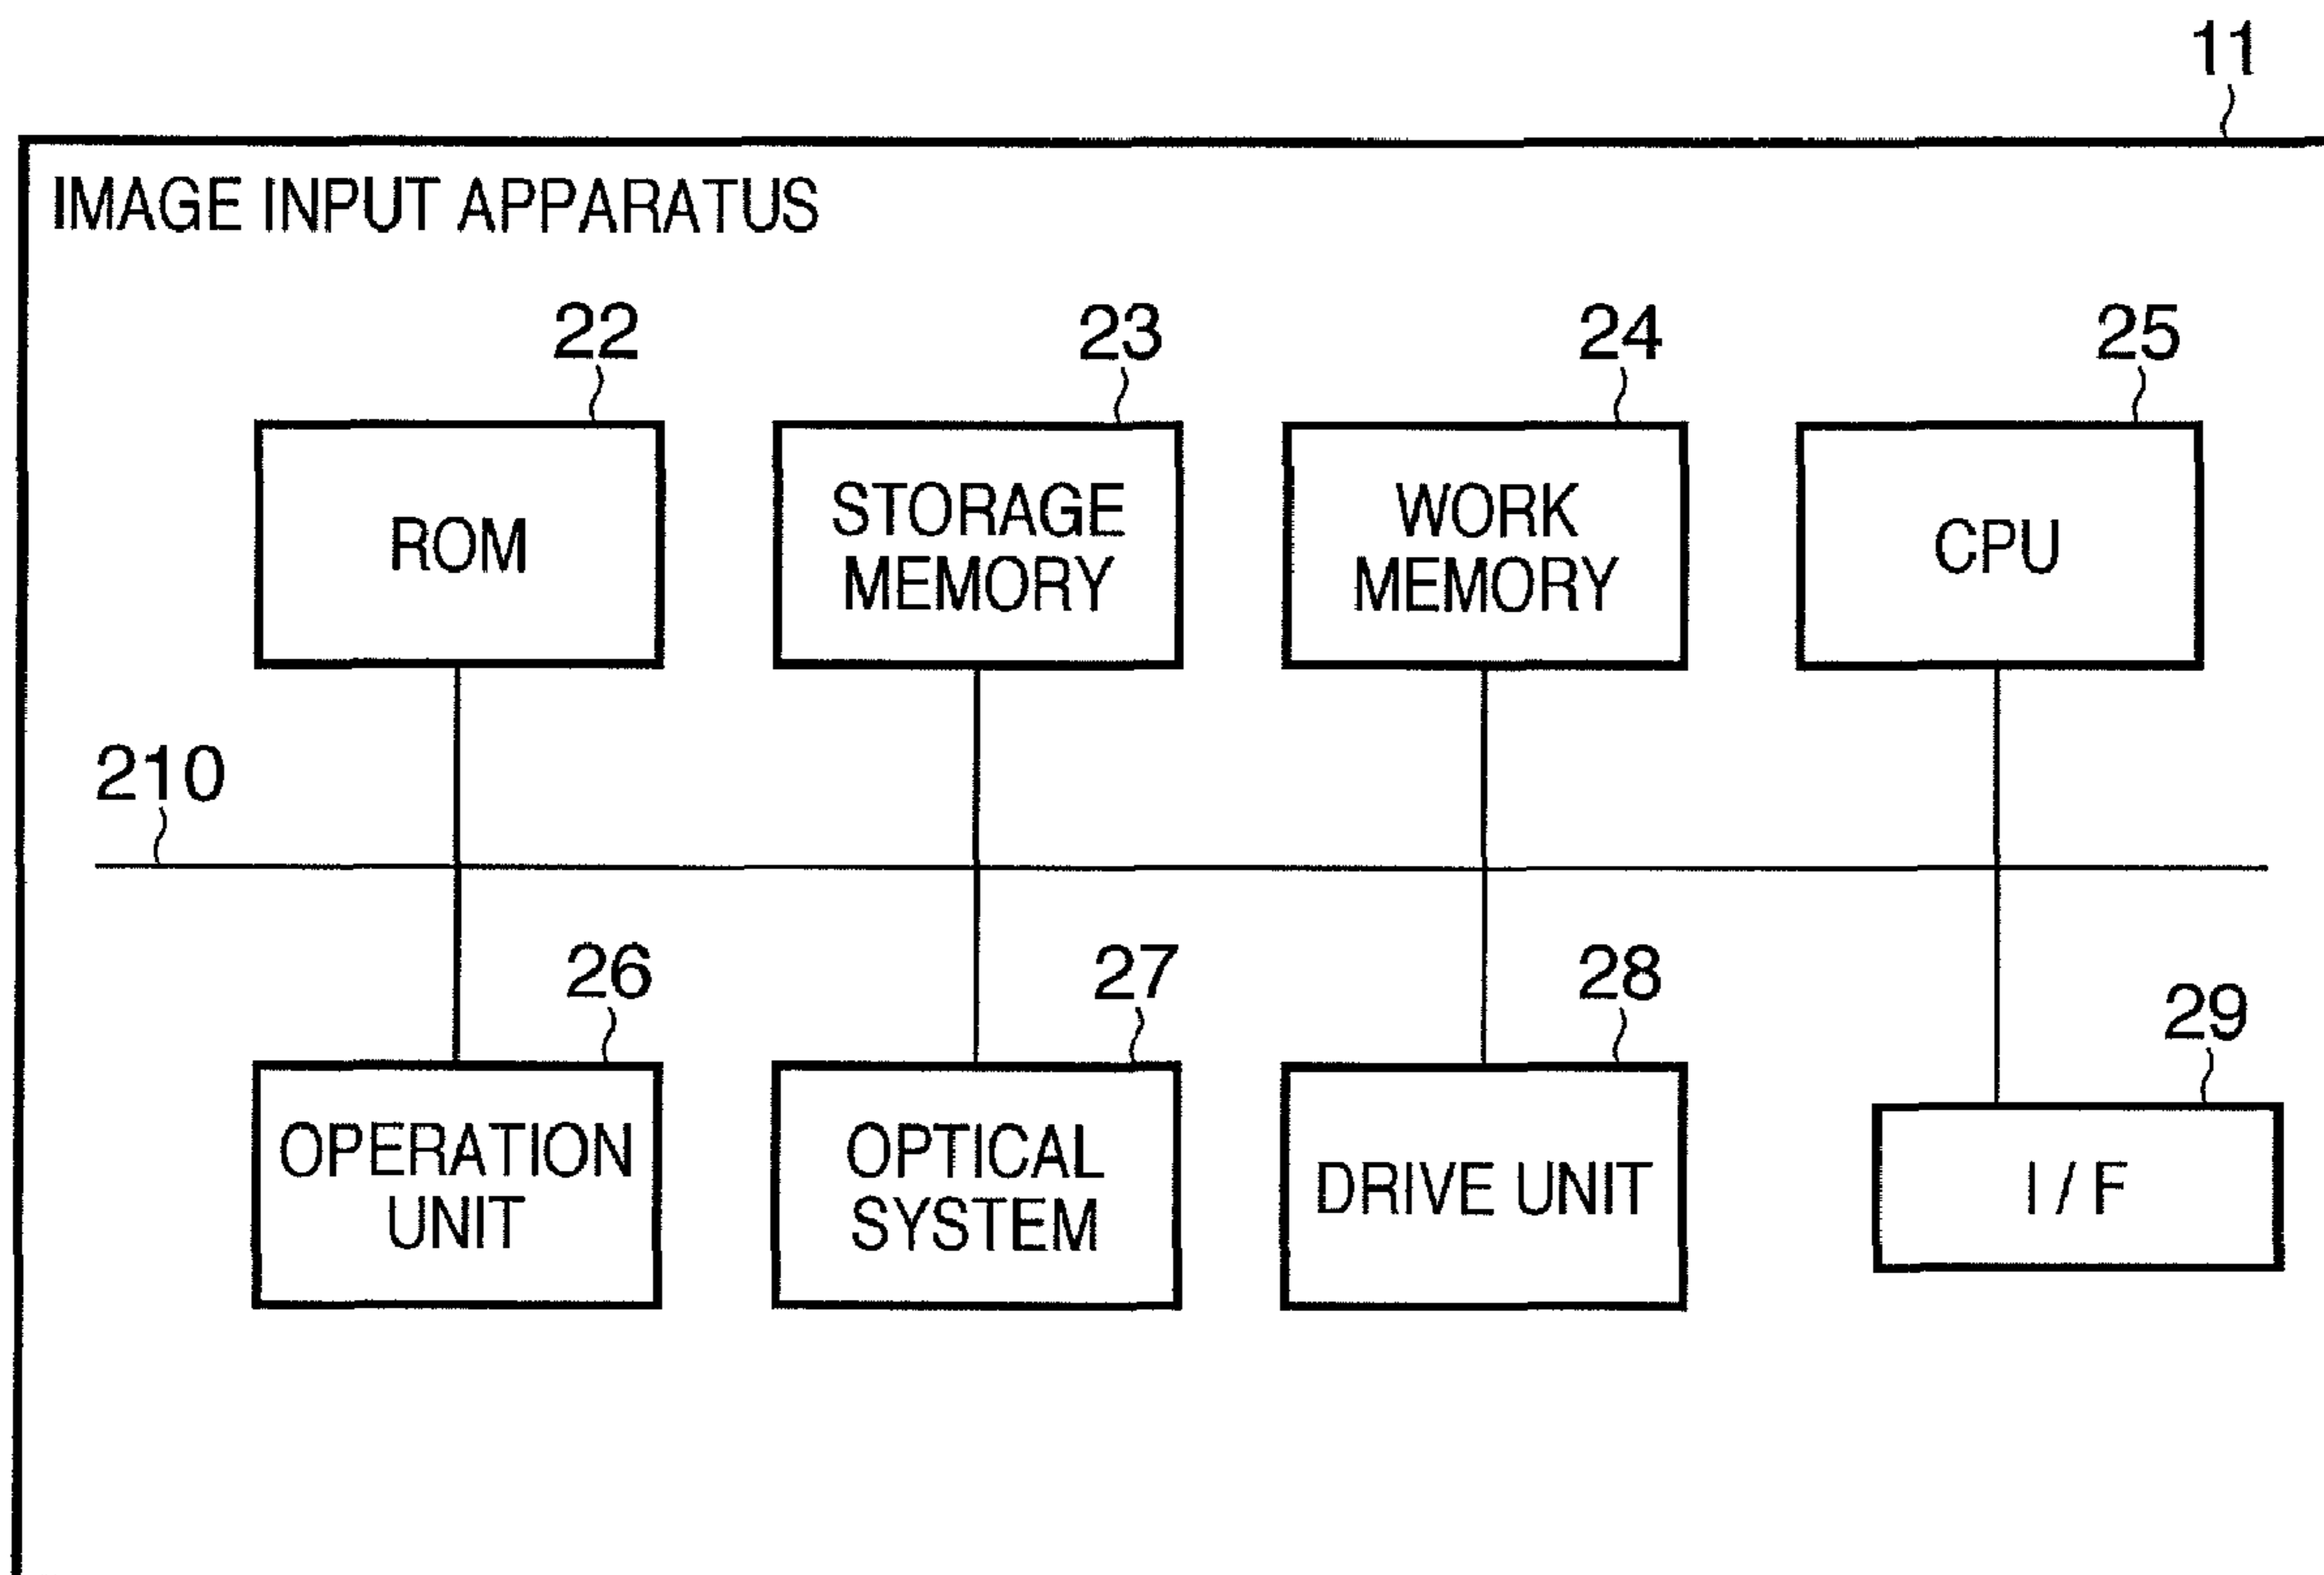 11
IMAGE INPUT APPARATUS
22
23
24
25
ROM
STORAGE
MEMORY
WORK
MEMORY
CPU
210
26
27
28
29
OPERATION
UNIT
OPTICAL
SYSTEM
DRIVE UNIT
I / F